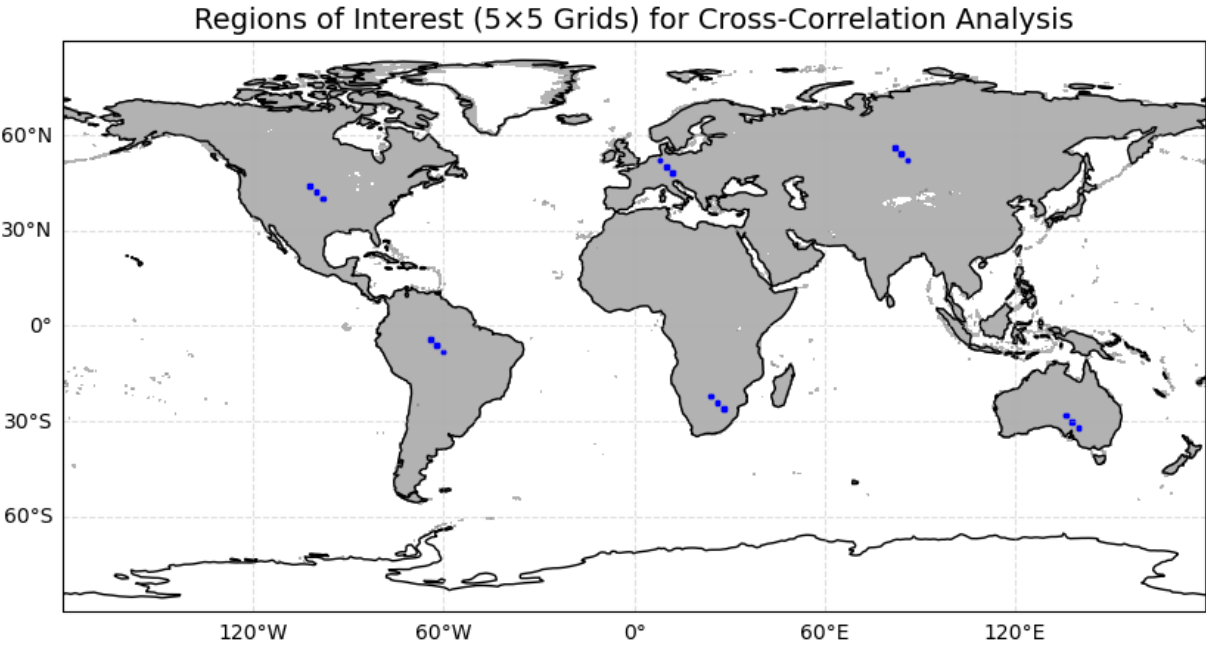 Regions of Interest (5×5 Grids) for Cross-Correlation Analysis
60°N
30°N
0°
30°S
60°S
120°W 60°W 0° 60°E 120°E